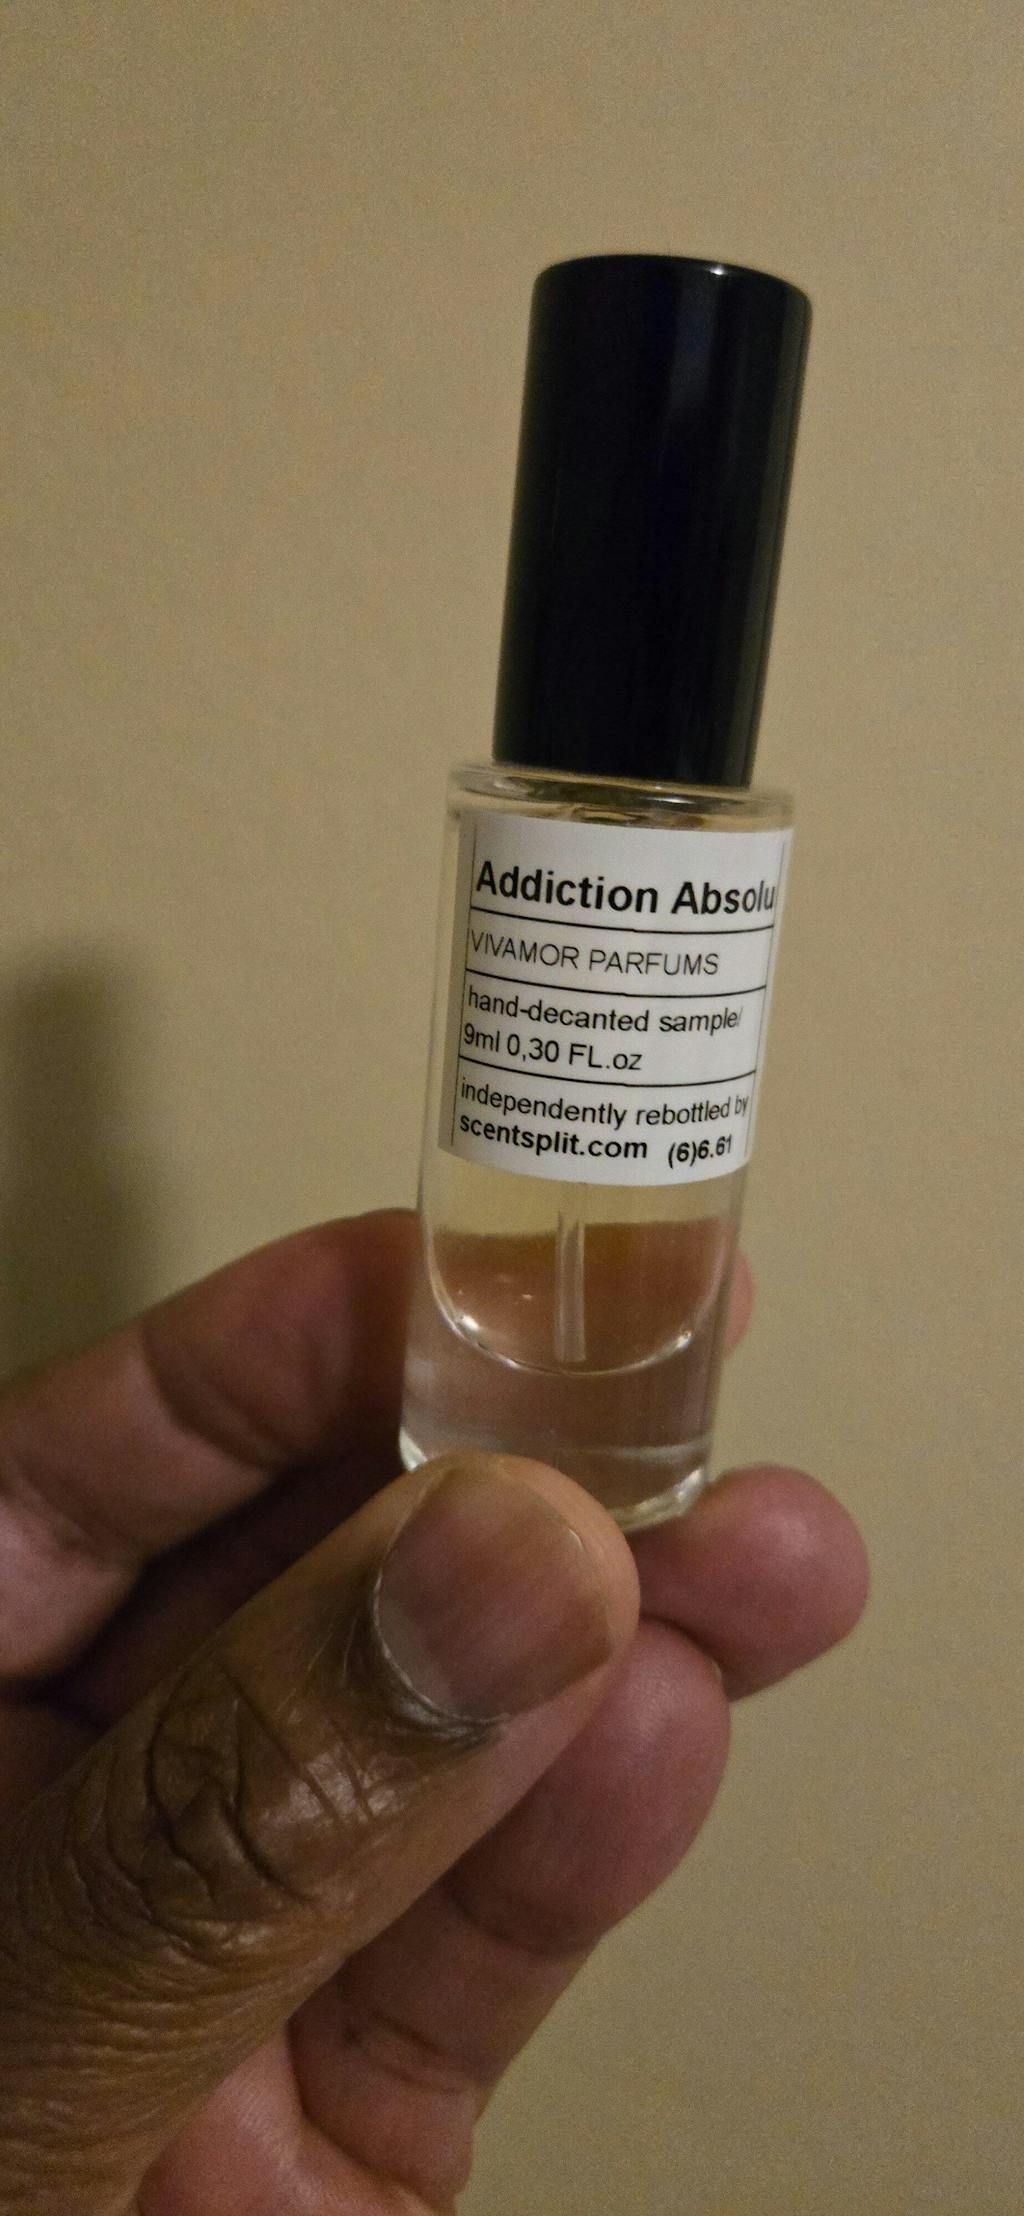 Addiction Absolu
VIVAMOR PARFUMS
hand-decanted sample/
9ml 0,30 FL.oz
independently rebottled by
scentsplit.com (6)6.61